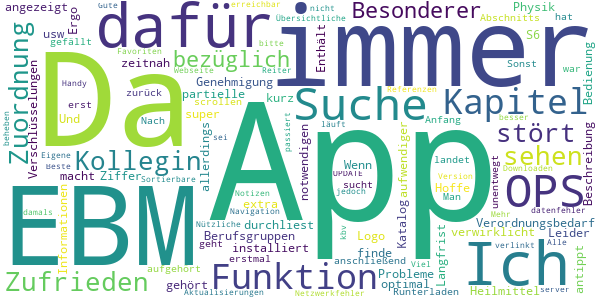 angezeigt
Ergo
dafür
Gute
erreichbar
Besonderer
Übersichtliche
nicht
Enthält
Physik
Abschnitts
hat
S6
Sonst
war
Bedienung
immer
gefällt
usw
zeitnah
bezüglich
Favoriten
bitte
Webseite
Reiter
Genehmigung
Zuordnung
Verschlüsselungen
Da
Handy
erst
zurück
partielle
scrollen
kurz
Suche
Referenzen
Kapitel
beheben
Und
Nach
super
Anfang
passiert
läuft
besser
stört
Beschreibung
Kollegin
allerdings
sei
App
notwendigen
Wenn
UPDATE
jedoch
landet
aufwendiger
sehen
Eigene
Beste
macht
Ziffer
Sortierbare
Notizen
extra
sucht
Version
Hoffe
Man
unentwegt
Downloaden
OPS
EBM
Informationen
damals
durchliest
Berufsgruppen
Nützliche
Navigation
geht
installiert
erstmal
Logo
finde
kbv
anschließend
Viel
Katalog
Langfrist
Mehr
datenfehler
Verordnungsbedarf
verwirklicht
Leider
Ich
verlinkt
Alle
antippt
aufgehört
Zufrieden
gehört
Funktion
Probleme
optimal
Heilmittel
Aktualisierungen
Netzwerkfehler
Runterladen
server